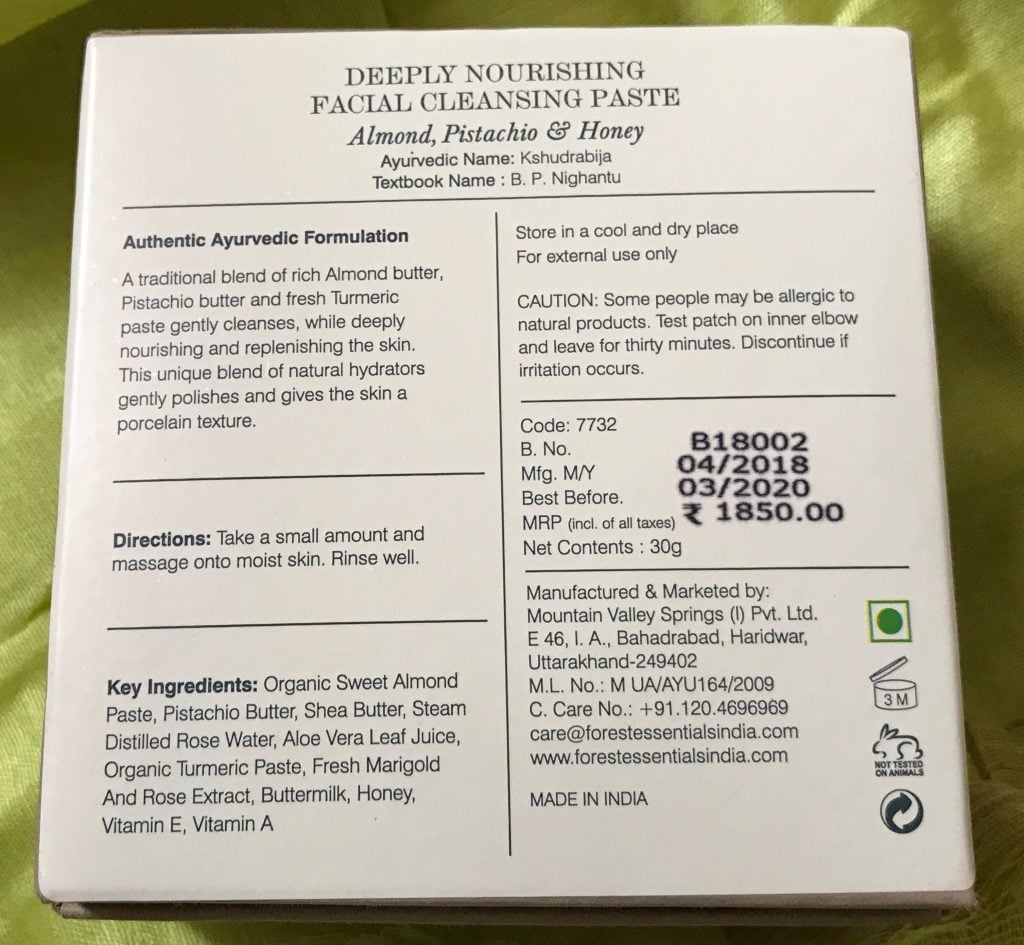 DEEPLY NOURISHING
FACIAL CLEANSING PASTE
Almond, Pistachio & Honey
Ayurvedic Name: Kshudrabija
Textbook Name : B. P. Nighantu
Authentic Ayurvedic Formulation
A traditional blend of rich Almond butter,
Pistachio butter and fresh Turmeric
paste gently cleanses, while deeply
nourishing and replenishing the skin.
This unique blend of natural hydrators
gently polishes and gives the skin a
porcelain texture.
Directions: Take a small amount and
massage onto moist skin. Rinse well.
Key Ingredients: Organic Sweet Almond
Paste, Pistachio Butter, Shea Butter, Steam
Distilled Rose Water, Aloe Vera Leaf Juice,
Organic Turmeric Paste, Fresh Marigold
And Rose Extract, Buttermilk, Honey,
Vitamin E, Vitamin A
Store in a cool and dry place
For external use only
CAUTION: Some people may be allergic to
natural products. Test patch on inner elbow
and leave for thirty minutes. Discontinue if
irritation occurs.
Code: 7732
B. No. B18002
Mfg. M/Y 04/2018
Best Before. 03/2020
MRP (incl. of all taxes) ₹ 1850.00
Net Contents : 30g
Manufactured & Marketed by:
Mountain Valley Springs (I) Pvt. Ltd.
E 46, I. A., Bahadrabad, Haridwar,
Uttarakhand-249402
M.L. No.: M UA/AYU164/2009
C. Care No.: +91.120.4696969
care@forestessentialsindia.com
www.forestessentialsindia.com
MADE IN INDIA
3 M
NOT TESTED
ON ANIMALS